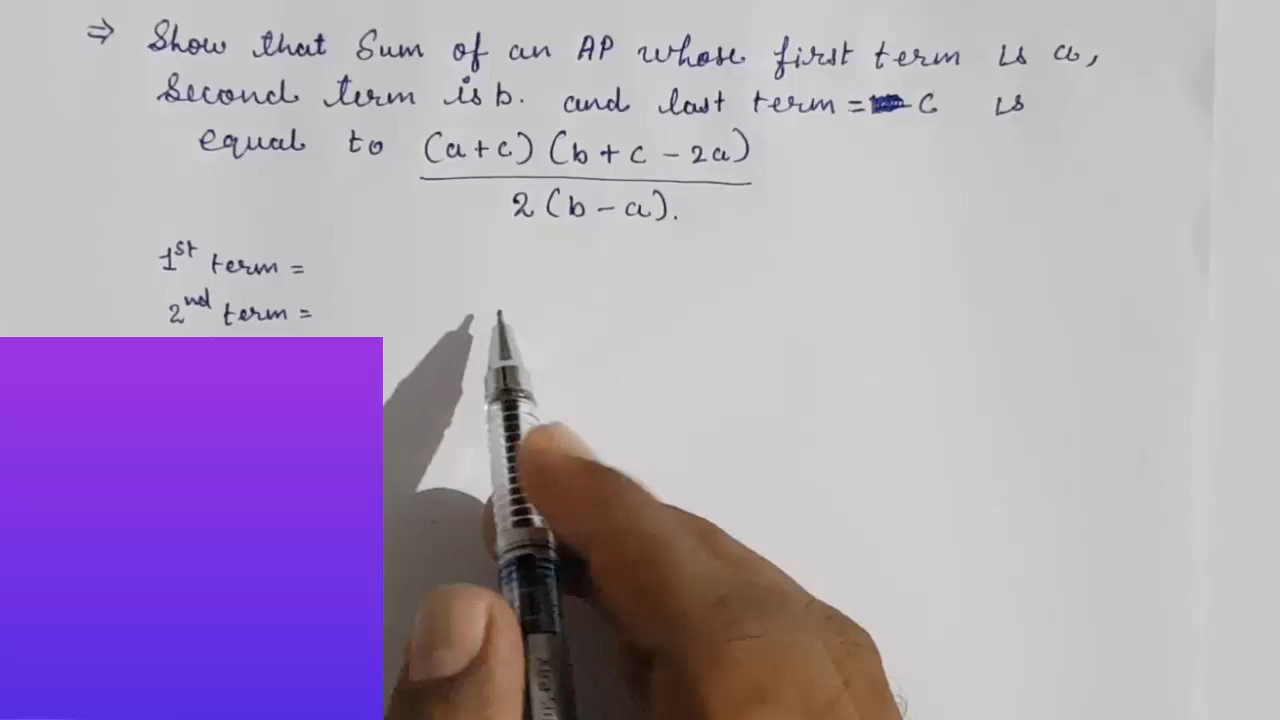 ⇒ Show that Sum of an AP whose first term is a,
Second term is b. and last term = c is
equal to (a+c) (b + c - 2a)
2 (b - a).
1st term =
2nd term =